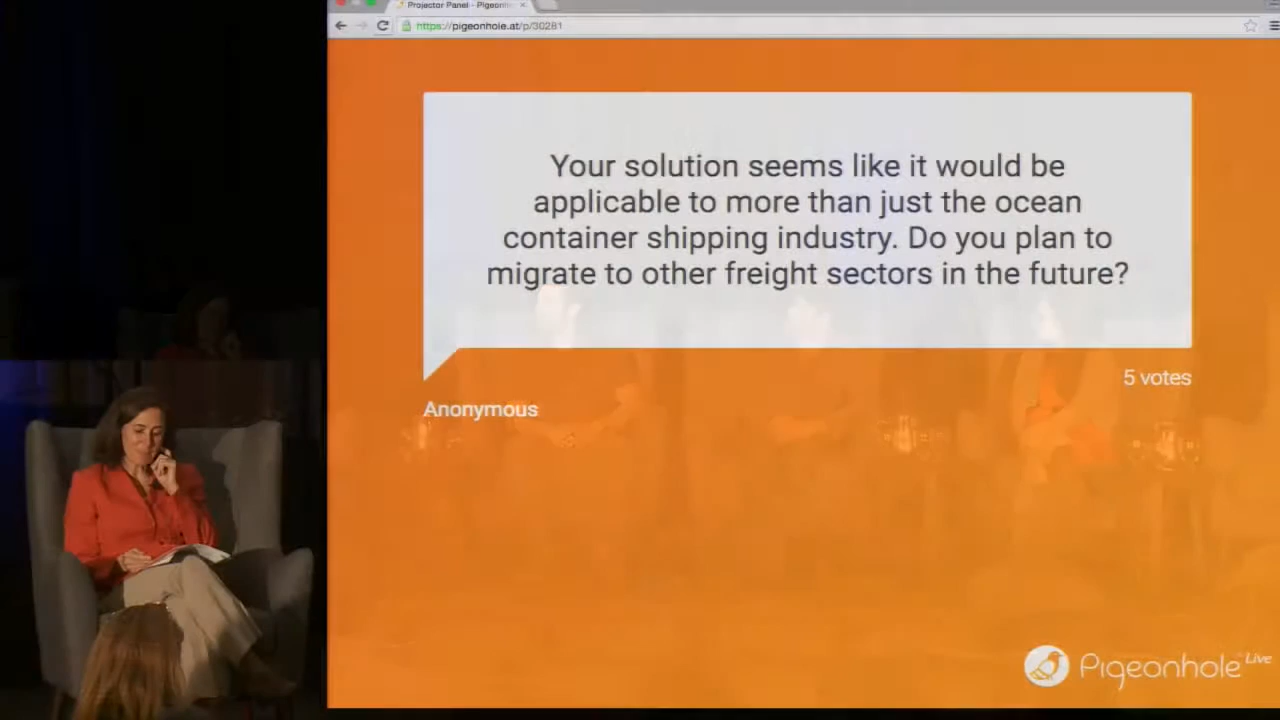 Projector Panel - Pigeonh
https://pigeonhole.at/p/30281
Your solution seems like it would be
applicable to more than just the ocean
container shipping industry. Do you plan to
migrate to other freight sectors in the future?
5 votes
Anonymous
Pigeonhole Live